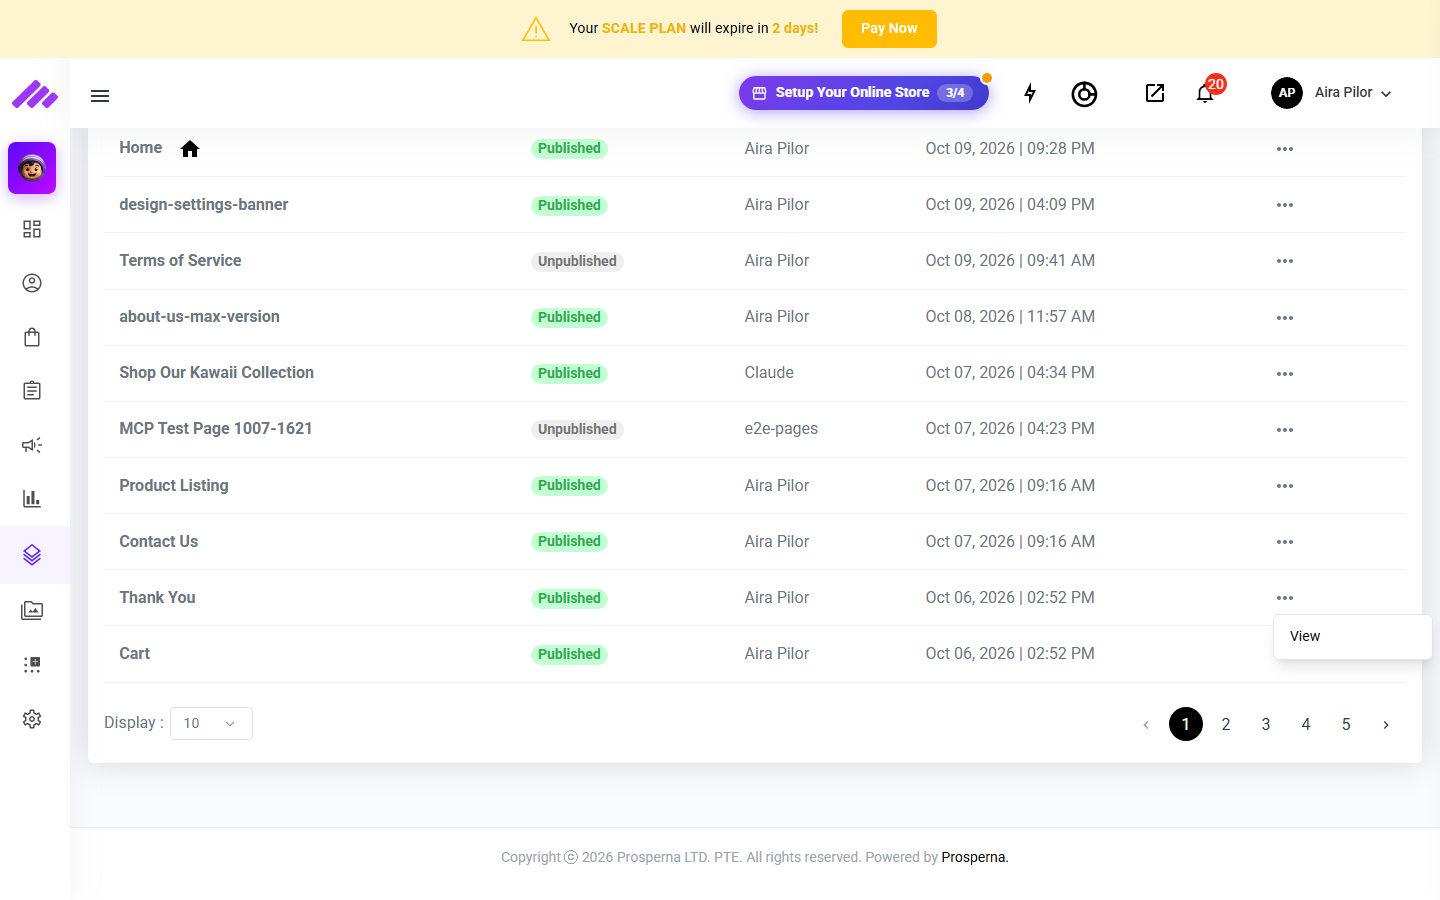 Your SCALE PLAN will expire in 2 days! Pay Now
Setup Your Online Store 3/4
20
AP Aira Pilor
Home Published Aira Pilor Oct 09, 2026 | 09:28 PM
design-settings-banner Published Aira Pilor Oct 09, 2026 | 04:09 PM
Terms of Service Unpublished Aira Pilor Oct 09, 2026 | 09:41 AM
about-us-max-version Published Aira Pilor Oct 08, 2026 | 11:57 AM
Shop Our Kawaii Collection Published Claude Oct 07, 2026 | 04:34 PM
MCP Test Page 1007-1621 Unpublished e2e-pages Oct 07, 2026 | 04:23 PM
Product Listing Published Aira Pilor Oct 07, 2026 | 09:16 AM
Contact Us Published Aira Pilor Oct 07, 2026 | 09:16 AM
Thank You Published Aira Pilor Oct 06, 2026 | 02:52 PM
View
Cart Published Aira Pilor Oct 06, 2026 | 02:52 PM
Display : 10
1 2 3 4 5
Copyright © 2026 Prosperna LTD. PTE. All rights reserved. Powered by Prosperna.